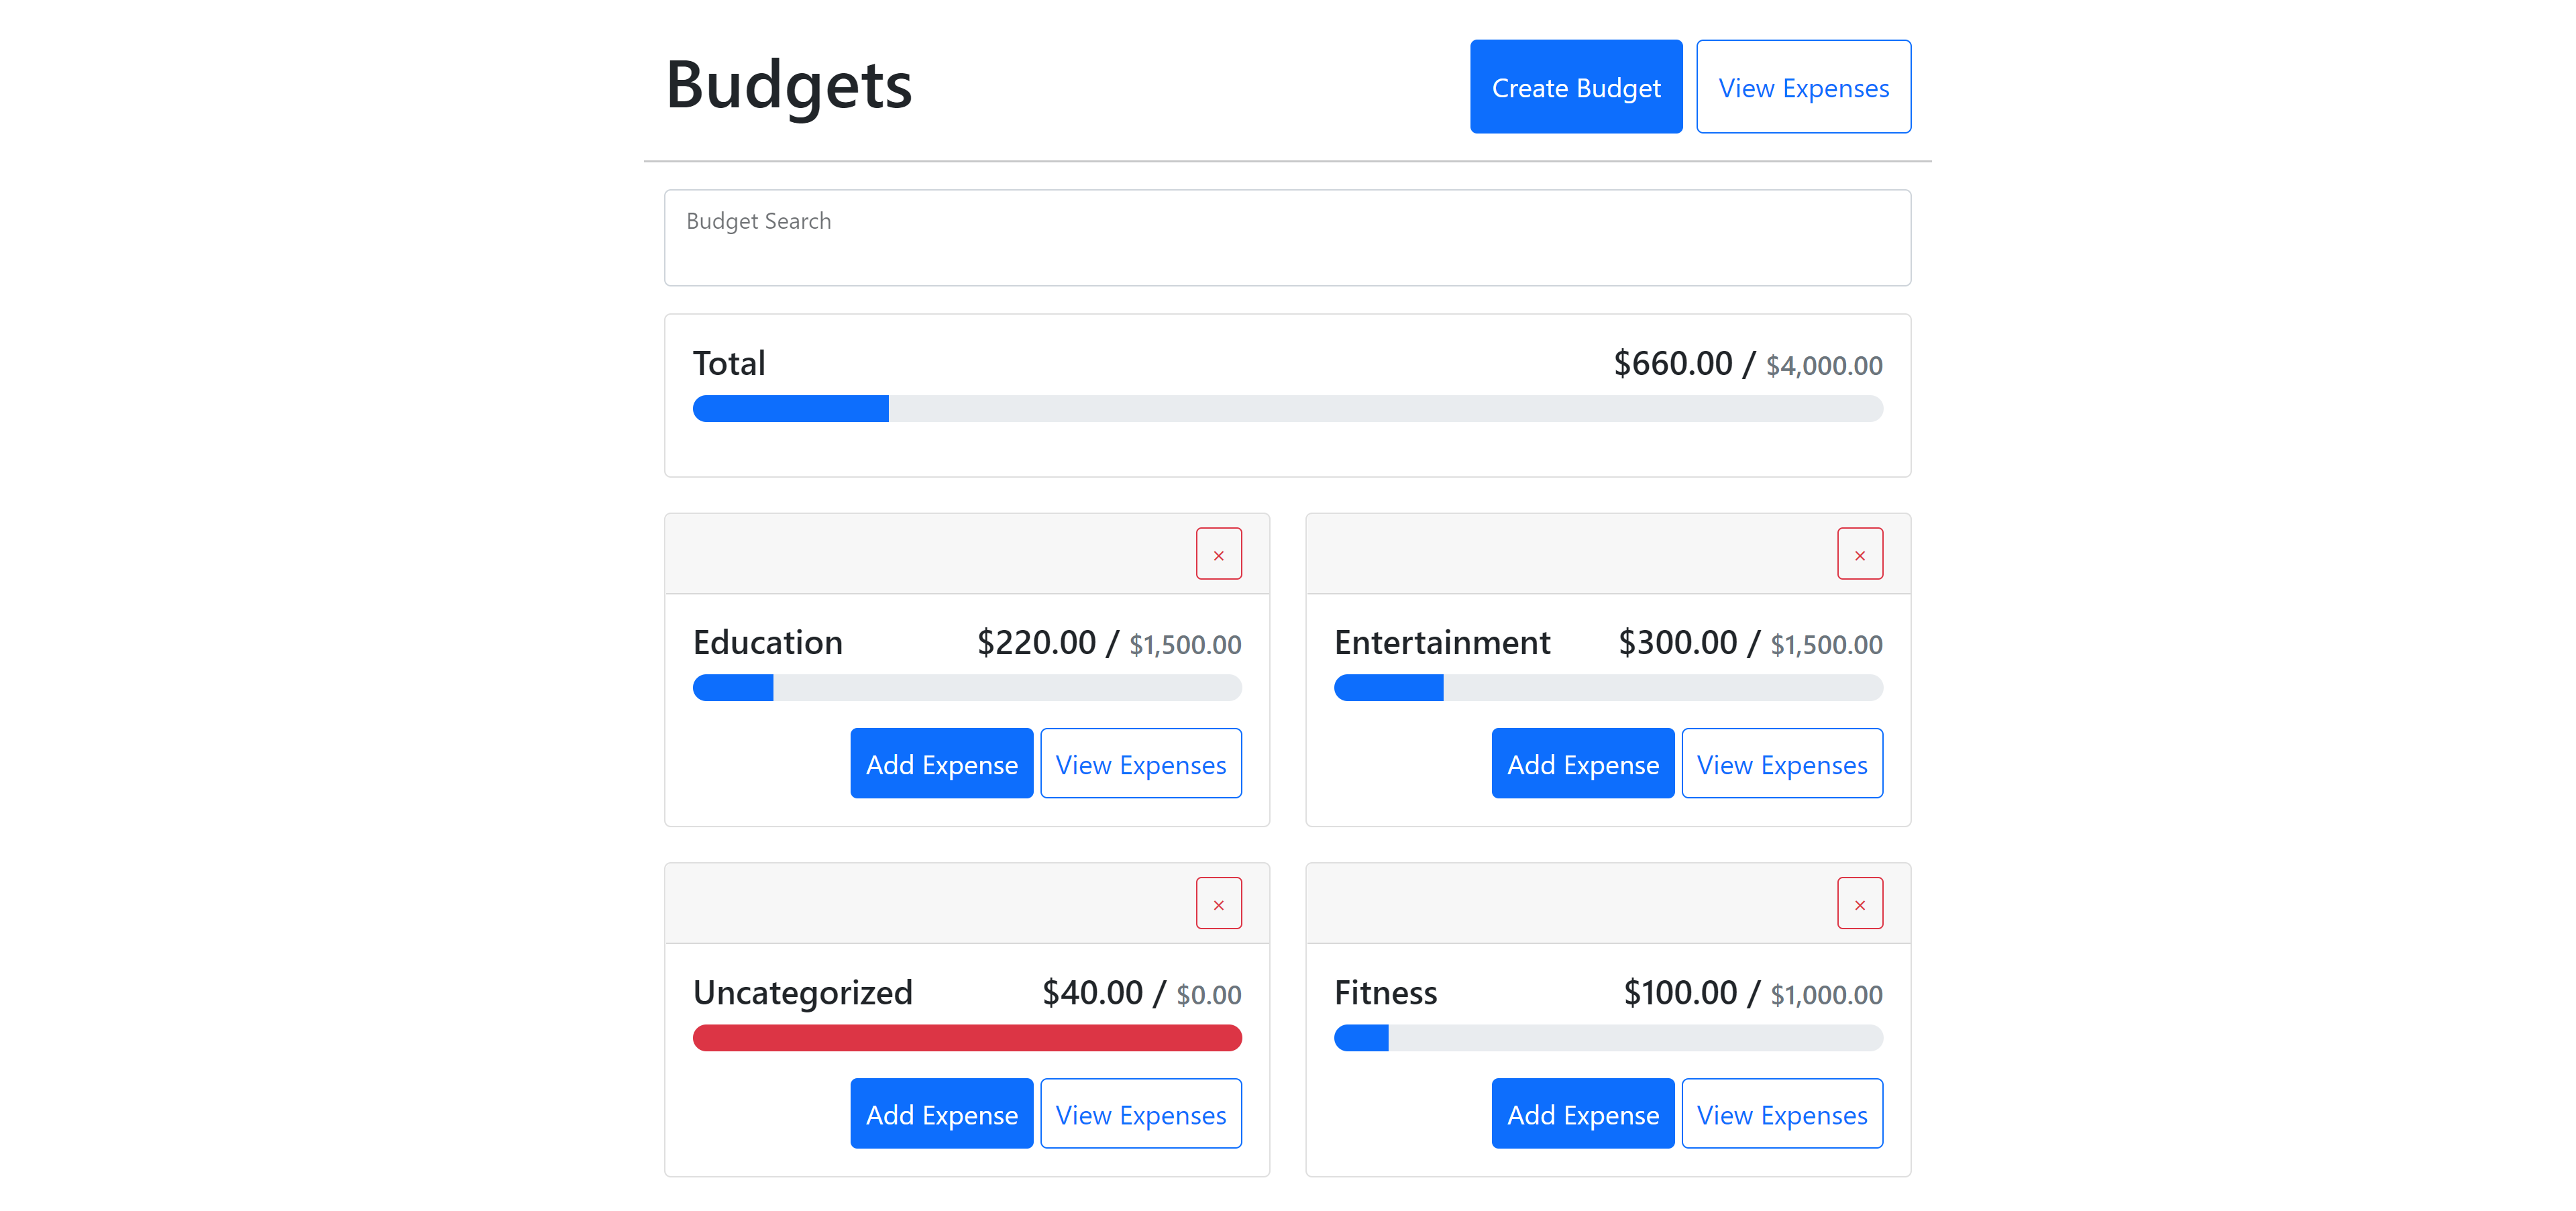 Budgets
Create Budget
View Expenses
Budget Search
Total
$660.00 / $4,000.00
×
Education
$220.00 / $1,500.00
Add Expense
View Expenses
×
Entertainment
$300.00 / $1,500.00
Add Expense
View Expenses
×
Uncategorized
$40.00 / $0.00
Add Expense
View Expenses
×
Fitness
$100.00 / $1,000.00
Add Expense
View Expenses